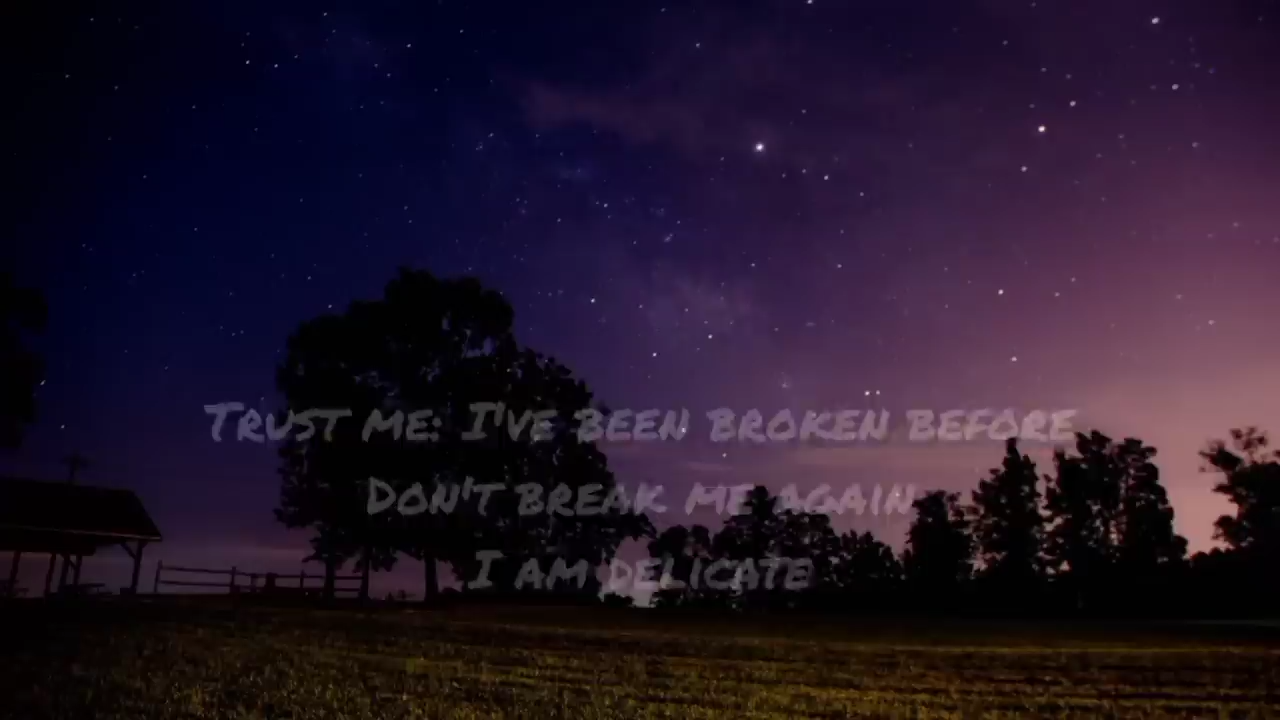 Trust me: I've been broken before
Don't break me again
I am delicate